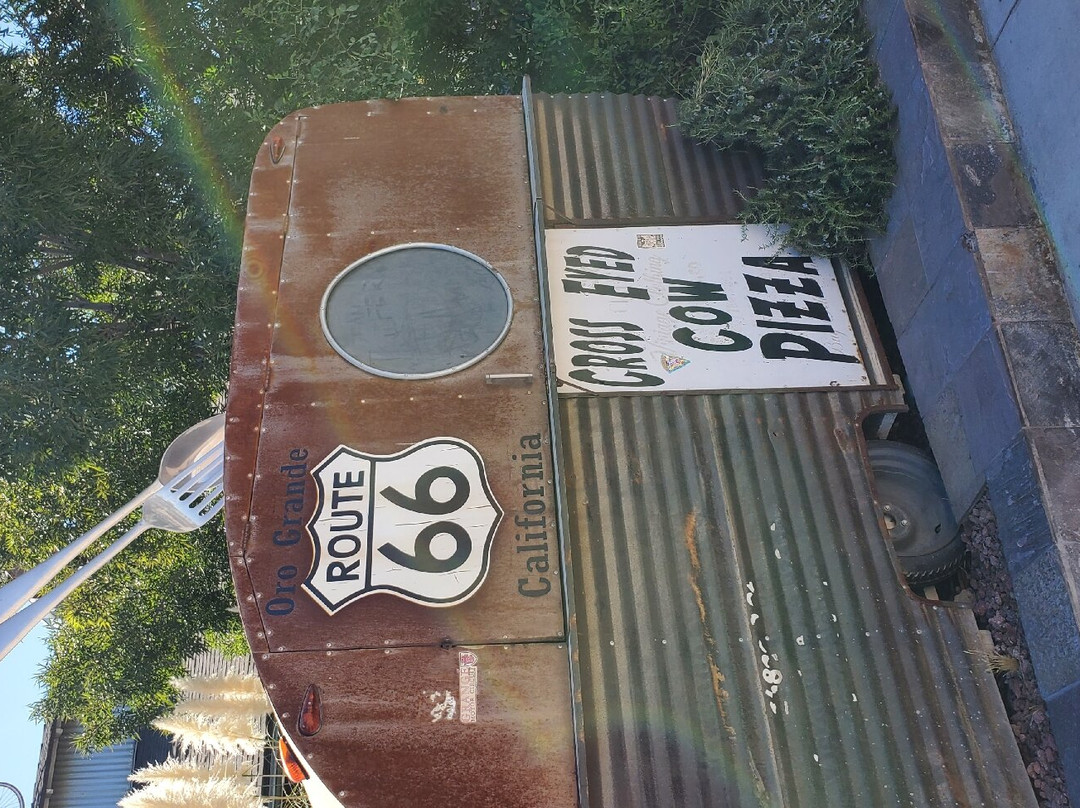 Oro Grande
ROUTE
66
California
CROSS EYED
COW
PIZZA